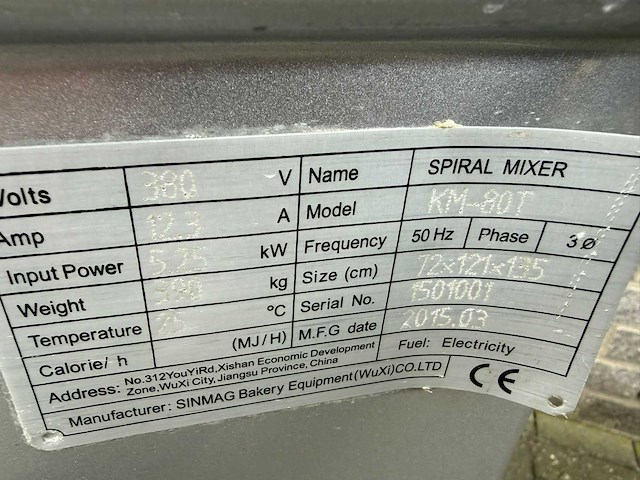 Volts 380 V Name SPIRAL MIXER
Amp 12.3 A Model KM-80T
Input Power 5.25 kW Frequency 50 Hz Phase 3 Ø
Weight 390 kg Size (cm) 72×121×135
Temperature 25 °C Serial No. 1501001
Calorie/ h (MJ/H) M.F.G date 2015.03
Address: No.312YouYiRd,Xishan Economic Development Fuel: Electricity
Zone,WuXi City, Jiangsu Province, China
Manufacturer: SINMAG Bakery Equipment(WuXi)CO.LTD CE